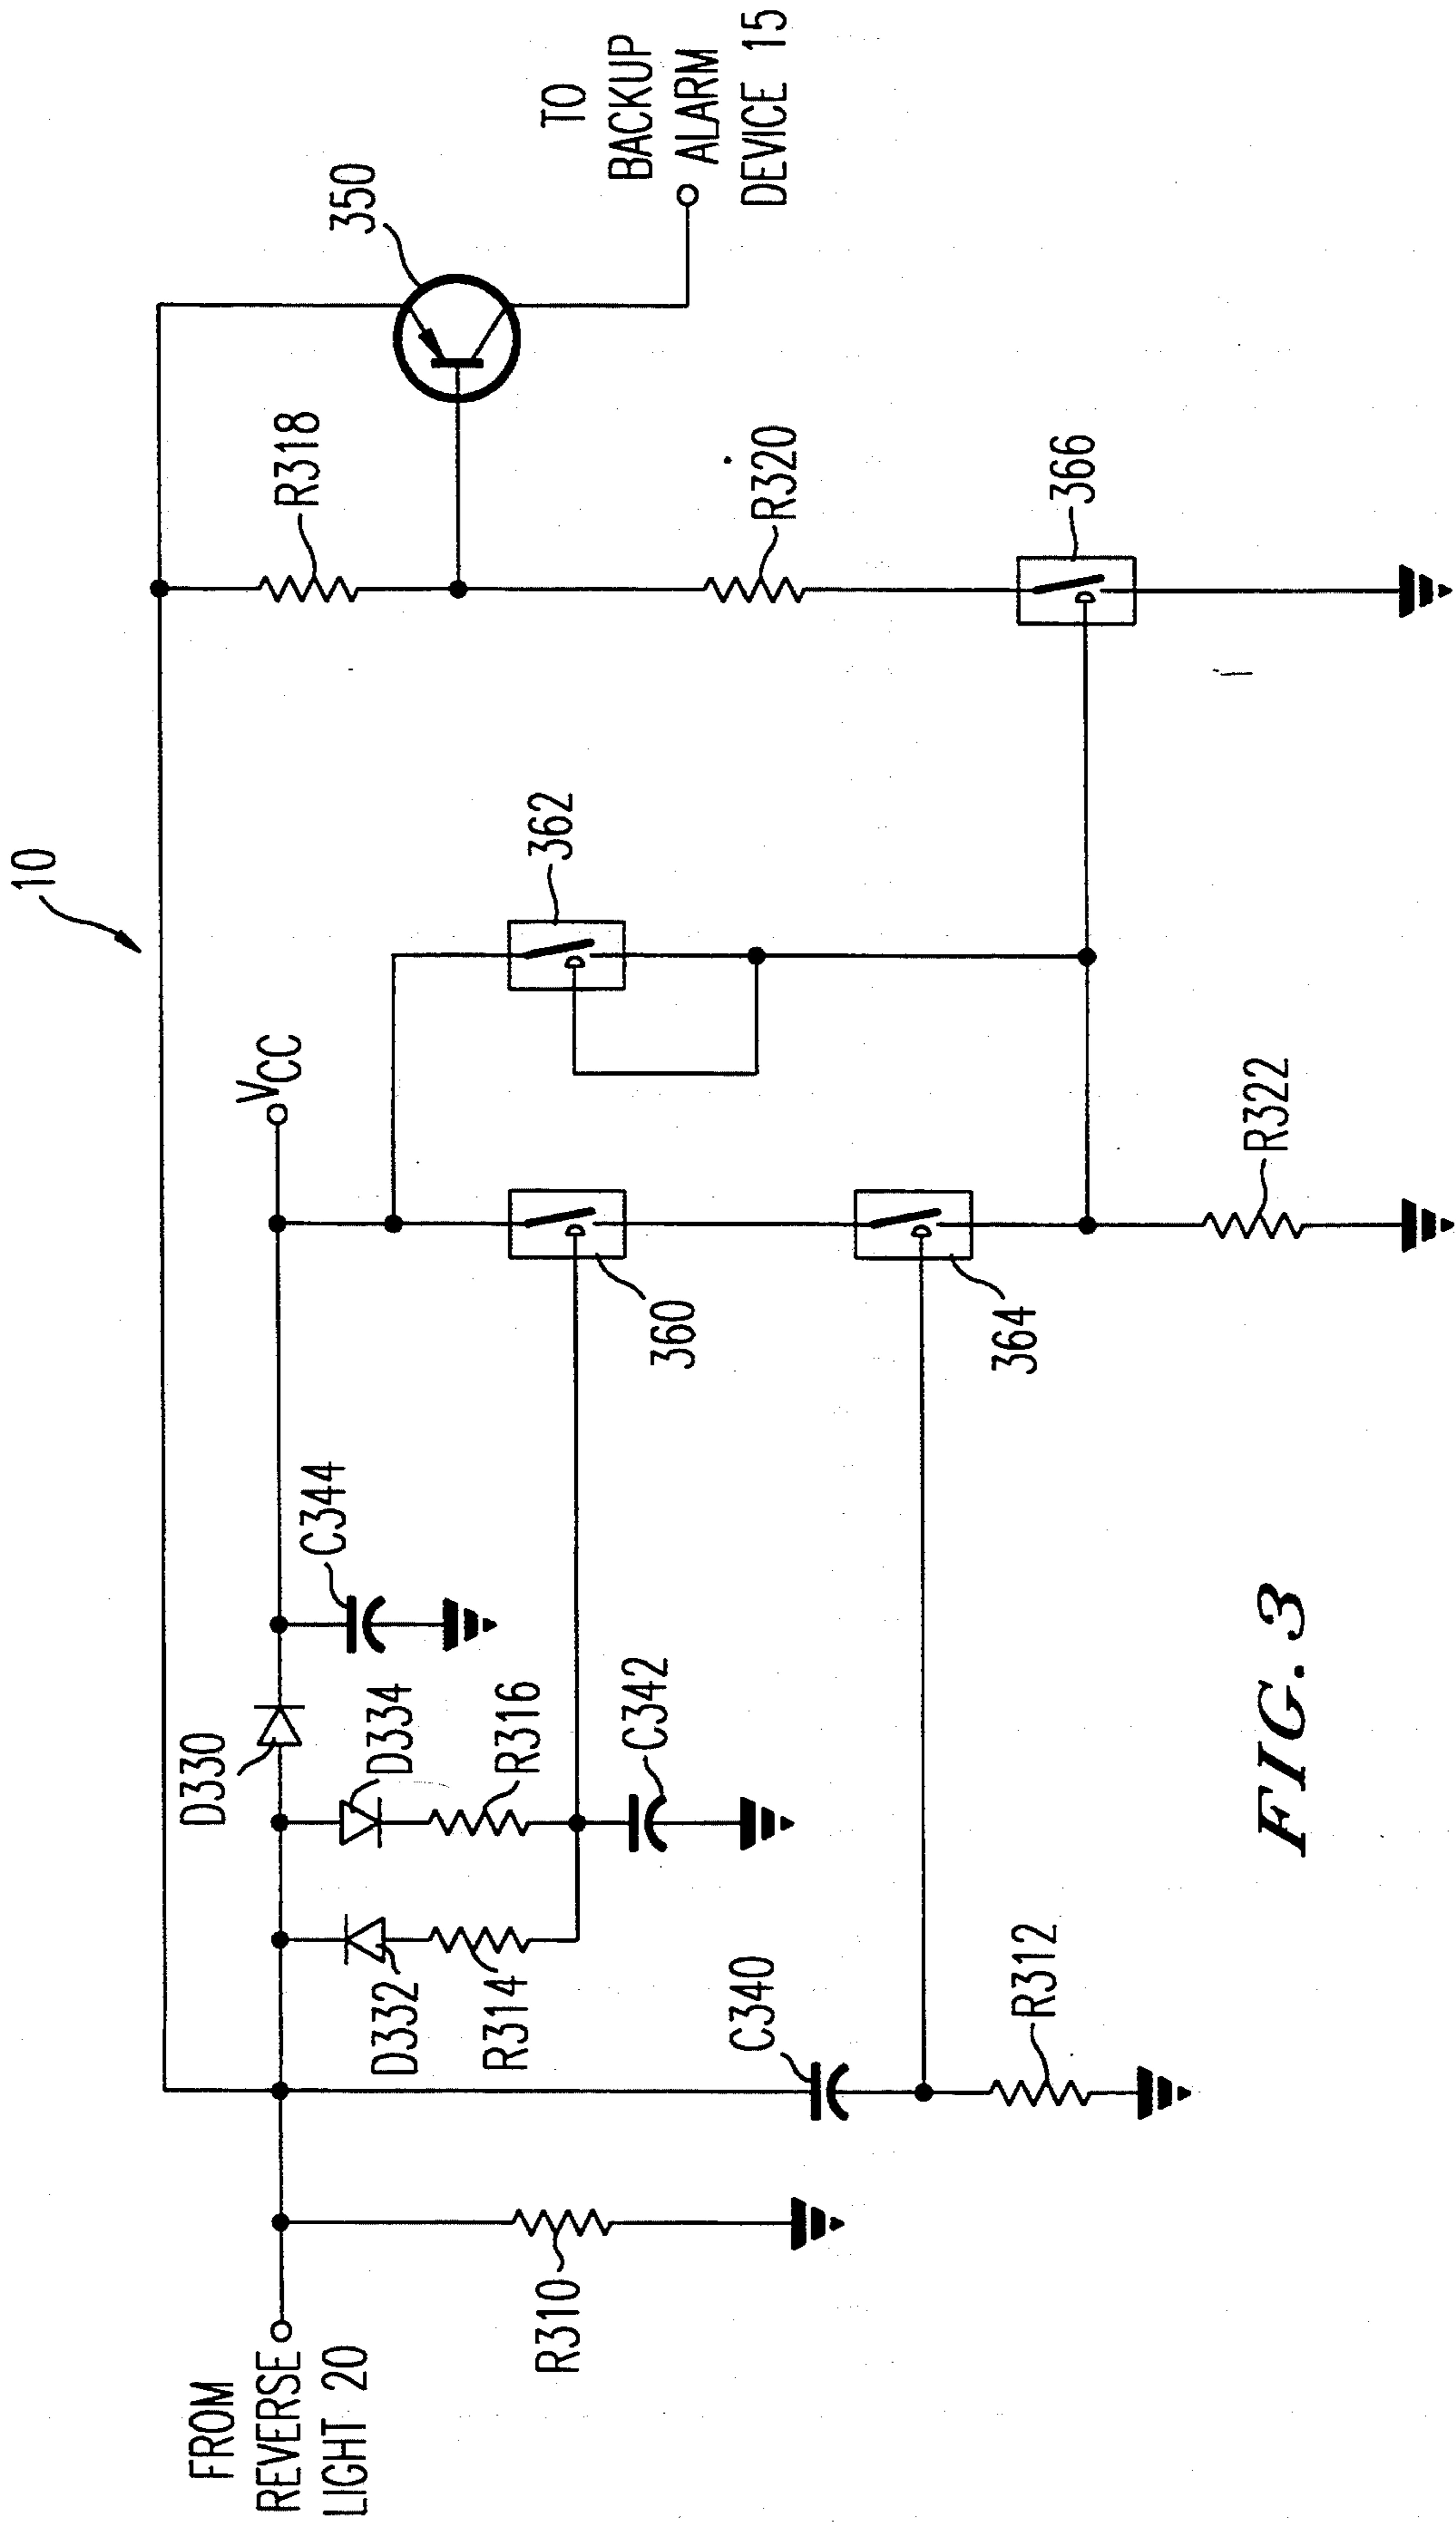 10
FROM
REVERSE
LIGHT 20
R310
D330
D332
R314
D334
R316
C344
C342
C340
R312
VCC
360
362
364
R322
R318
350
R320
366
TO
BACKUP
ALARM
DEVICE 15
FIG. 3